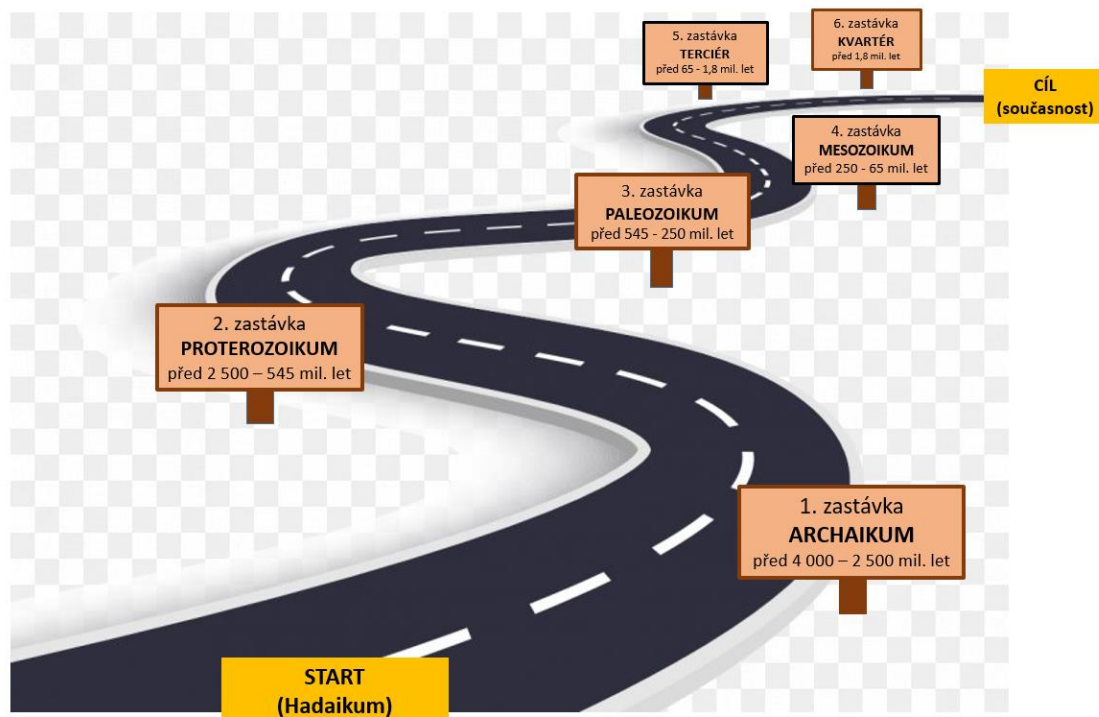 5. zastávka
TERCIÉR
před 65 - 1,8 mil. let
6. zastávka
KVARTÉR
před 1,8 mil. let
CÍL
(současnost)
4. zastávka
MESOZOIKUM
před 250 - 65 mil. let
3. zastávka
PALEOZOIKUM
před 545 - 250 mil. let
2. zastávka
PROTEROZOIKUM
před 2 500 – 545 mil. let
1. zastávka
ARCHAIKUM
před 4 000 – 2 500 mil. let
START
(Hadaikum)